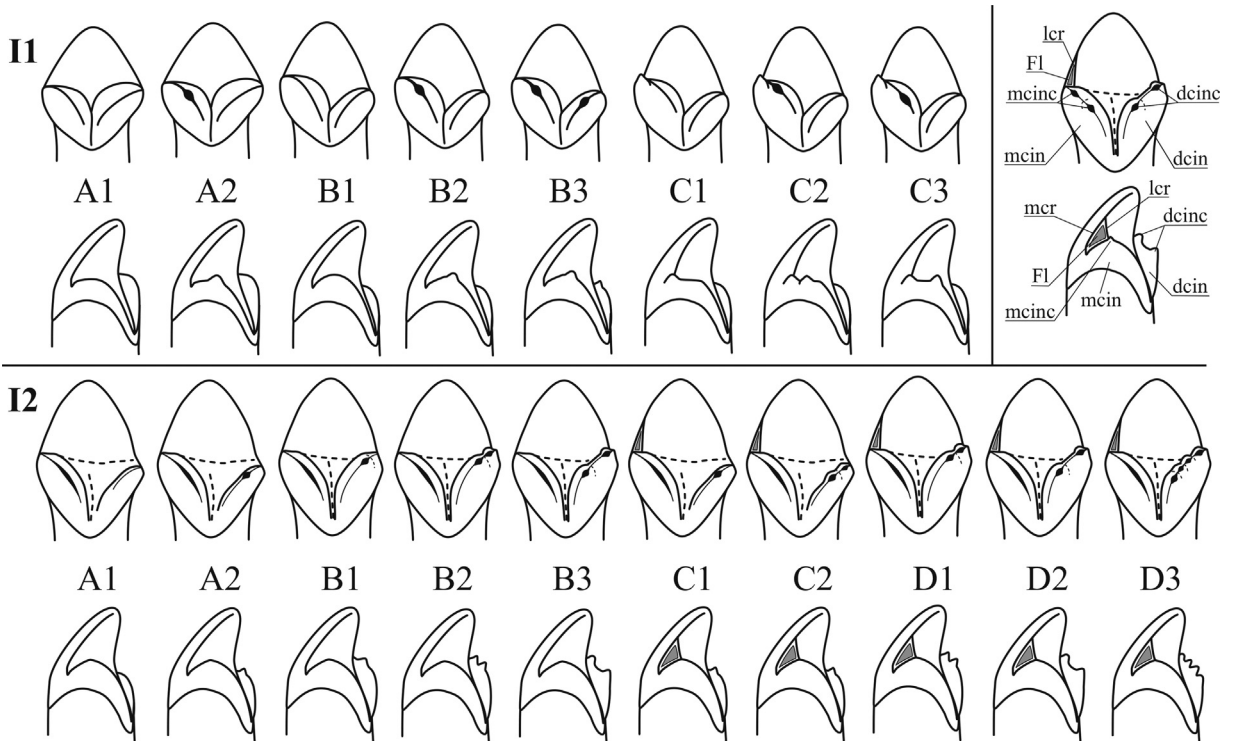 I1
A1 A2 B1 B2 B3 C1 C2 C3
lcr
Fl
mcinc dcinc
mcin dcin
lcr
mcr
dcinc
Fl
dcin
mcin
mcinc
I2
A1 A2 B1 B2 B3 C1 C2 D1 D2 D3